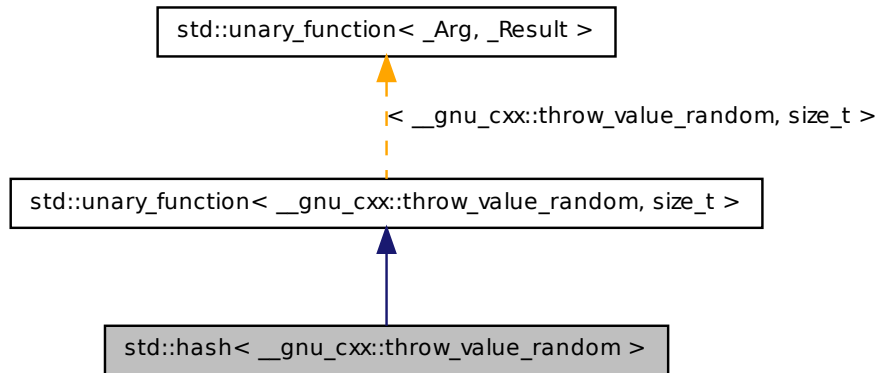 std::unary_function< _Arg, _Result >
< __gnu_cxx::throw_value_random, size_t >
std::unary_function< __gnu_cxx::throw_value_random, size_t >
std::hash< __gnu_cxx::throw_value_random >